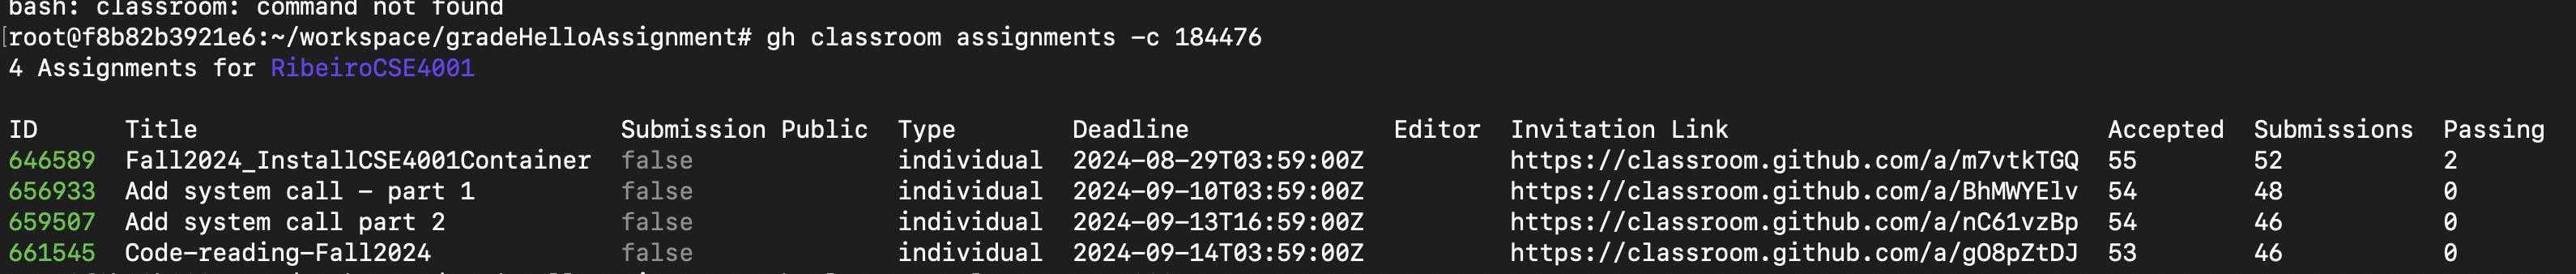 bash: classroom: command not found
[root@f8b82b3921e6:~/workspace/gradeHelloAssignment# gh classroom assignments -c 184476
4 Assignments for RibeiroCSE4001
ID Title Submission Public Type Deadline Editor Invitation Link Accepted Submissions Passing
646589 Fall2024_InstallCSE4001Container false individual 2024-08-29T03:59:00Z https://classroom.github.com/a/m7vtkTGQ 55 52 2
656933 Add system call - part 1 false individual 2024-09-10T03:59:00Z https://classroom.github.com/a/BhMWYElv 54 48 0
659507 Add system call part 2 false individual 2024-09-13T16:59:00Z https://classroom.github.com/a/nC61vzBp 54 46 0
661545 Code-reading-Fall2024 false individual 2024-09-14T03:59:00Z https://classroom.github.com/a/gO8pZtDJ 53 46 0